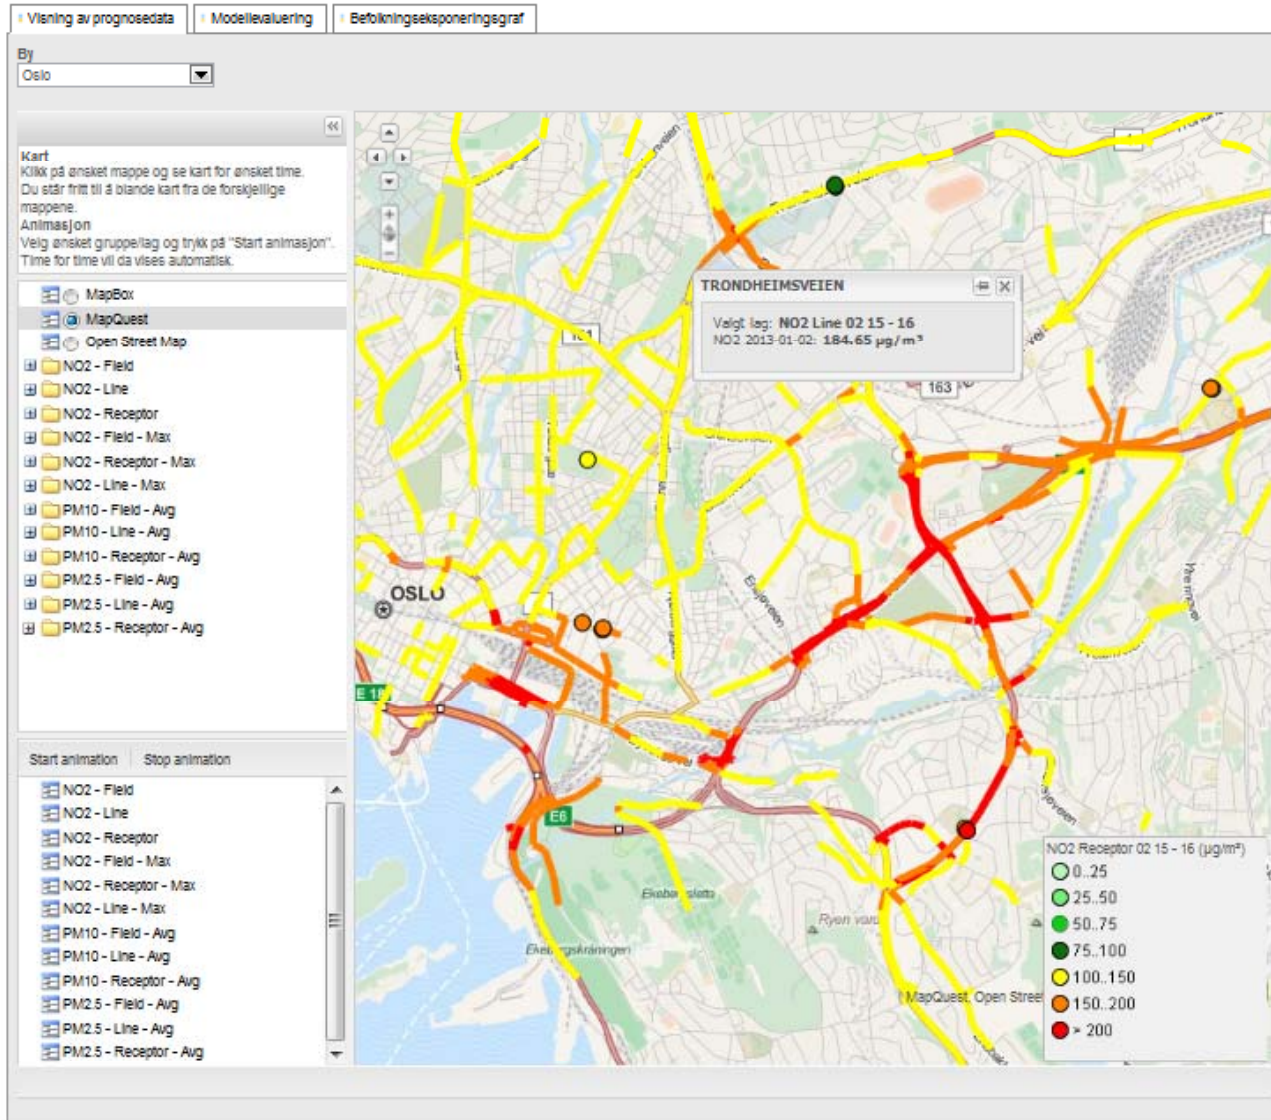 Visning av prognosedata
Modellevaluering
Befolkningseksponeringsgraf
By
Oslo
Kart
Klikk på ønsket mappe og se kart for ønsket time.
Du står fritt til å blande kart fra de forskjellige
mappene.
Animasjon
Velg ønsket gruppe/lag og trykk på "Start animasjon".
Time for time vil da vises automatisk.
MapBox
MapQuest
Open Street Map
NO2 - Field
NO2 - Line
NO2 - Receptor
NO2 - Field - Max
NO2 - Receptor - Max
NO2 - Line - Max
PM10 - Field - Avg
PM10 - Line - Avg
PM10 - Receptor - Avg
PM2.5 - Field - Avg
PM2.5 - Line - Avg
PM2.5 - Receptor - Avg
Start animation
Stop animation
NO2 - Field
NO2 - Line
NO2 - Receptor
NO2 - Field - Max
NO2 - Receptor - Max
NO2 - Line - Max
PM10 - Field - Avg
PM10 - Line - Avg
PM10 - Receptor - Avg
PM2.5 - Field - Avg
PM2.5 - Line - Avg
PM2.5 - Receptor - Avg
TRONDHEIMSVEIEN
Valgt lag: NO2 Line 02 15 - 16
NO2 2013-01-02: 184.65 µg/m³
163
OSLO
Ensjøveien
E 18
E6
Ekebergskråningen
Ryen
MapQuest, Open Street
NO2 Receptor 02 15 - 16 (µg/m³)
0..25
25..50
50..75
75..100
100..150
150..200
> 200